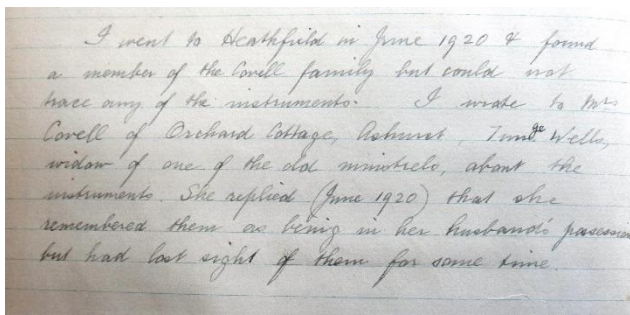 I went to Heathfield in June 1920 & found
a member of the Covell family but could not
trace any of the instruments. I wrote to Mrs
Covell of Orchard Cottage, Ashurst, Tunbge Wells,
widow of one of the old minstrels, about the
instruments. She replied (June 1920) that she
remembered them as being in her husband's possession
but had lost sight of them for some time.